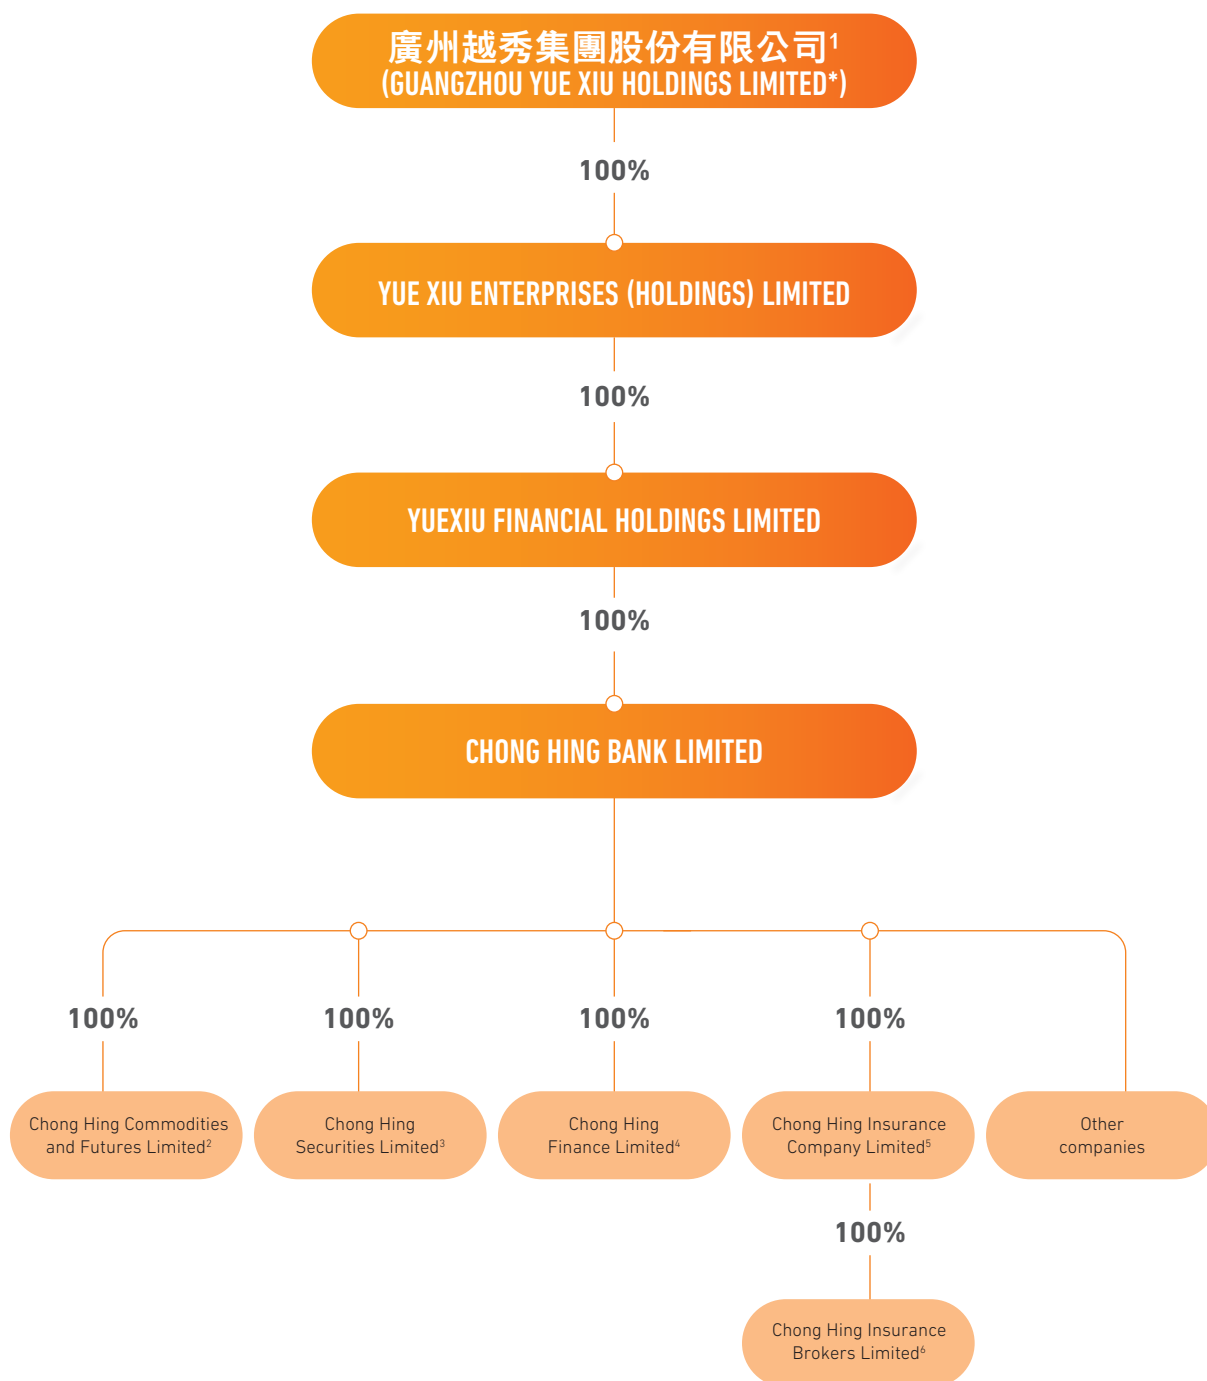 廣州越秀集團股份有限公司1
(GUANGZHOU YUE XIU HOLDINGS LIMITED*)
100%
YUE XIU ENTERPRISES (HOLDINGS) LIMITED
100%
YUEXIU FINANCIAL HOLDINGS LIMITED
100%
CHONG HING BANK LIMITED
100%
100%
100%
100%
Chong Hing Commodities
and Futures Limited2
Chong Hing
Securities Limited3
Chong Hing
Finance Limited4
Chong Hing Insurance
Company Limited5
Other
companies
100%
Chong Hing Insurance
Brokers Limited6